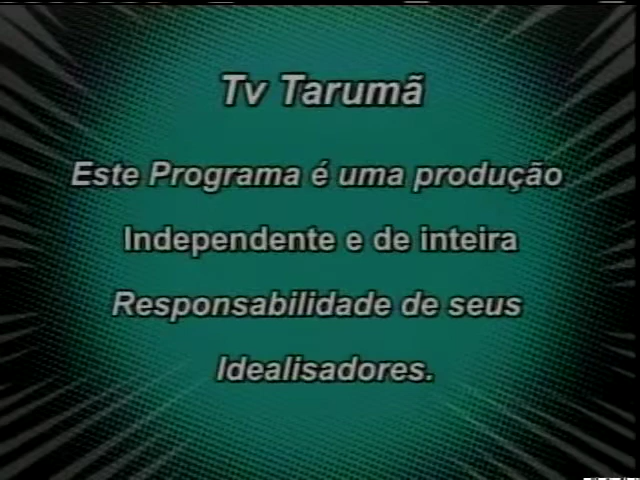 Tv Tarumã
Este Programa é uma produção
Independente e de inteira
Responsabilidade de seus
Idealisadores.